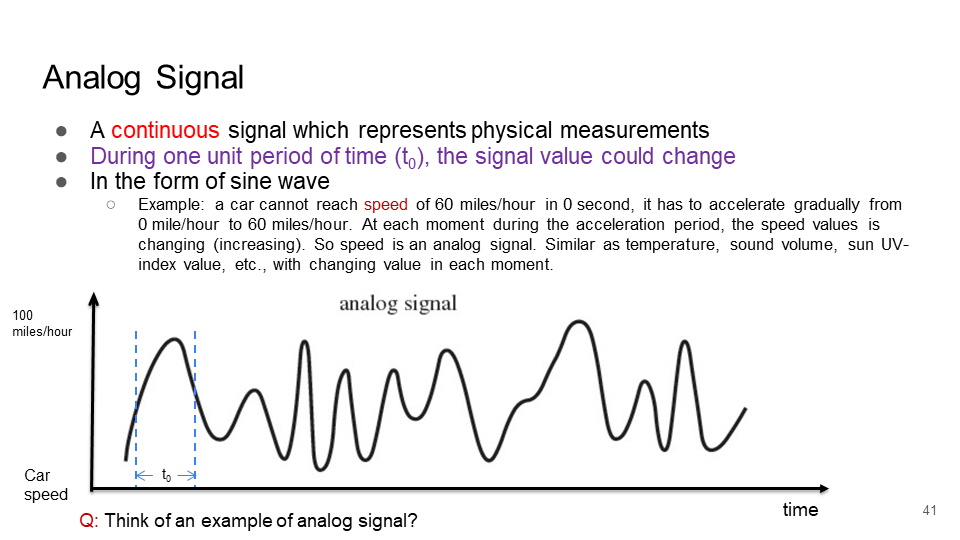 Analog Signal
● A continuous signal which represents physical measurements
● During one unit period of time (t₀), the signal value could change
● In the form of sine wave
○ Example: a car cannot reach speed of 60 miles/hour in 0 second, it has to accelerate gradually from
0 mile/hour to 60 miles/hour. At each moment during the acceleration period, the speed values is
changing (increasing). So speed is an analog signal. Similar as temperature, sound volume, sun UV-
index value, etc., with changing value in each moment.
analog signal
100
miles/hour
t₀
Car
speed
time
Q: Think of an example of analog signal?
41